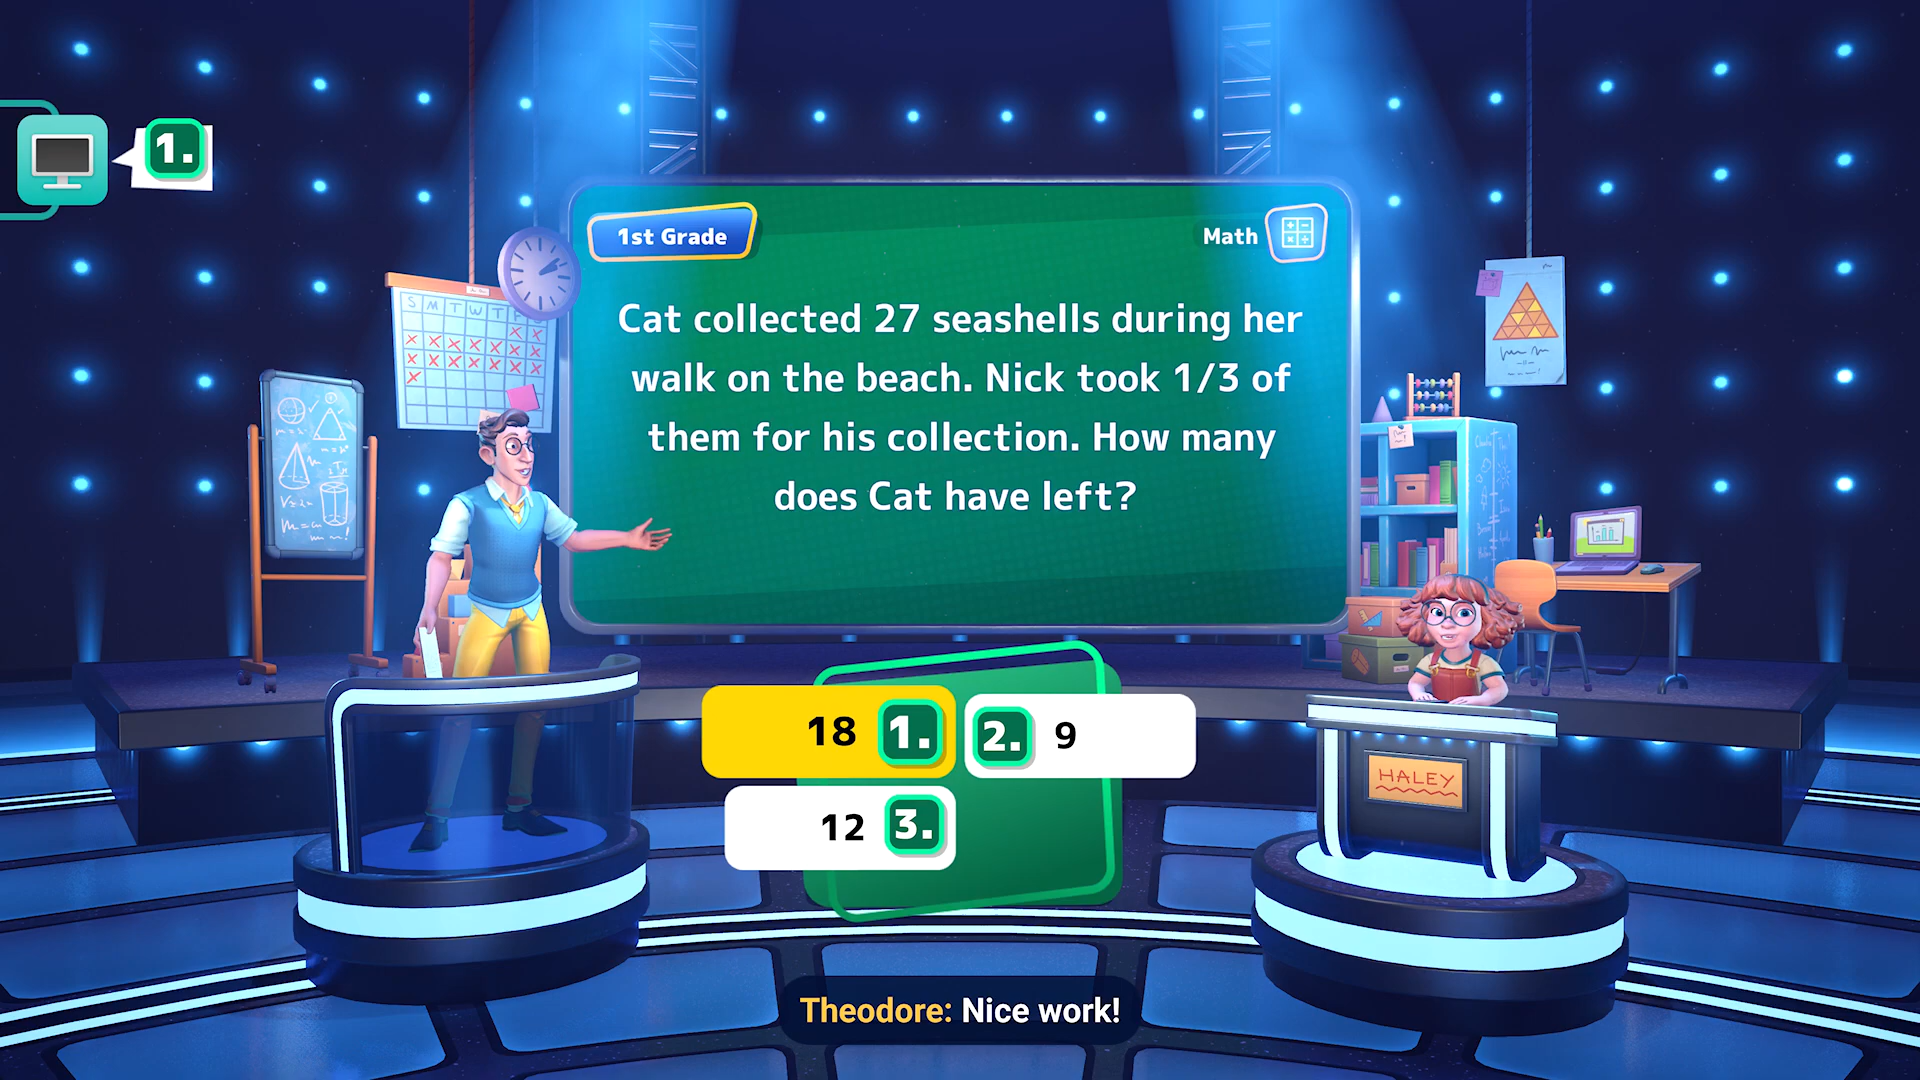 1.
1st Grade
Math
Cat collected 27 seashells during her
walk on the beach. Nick took 1/3 of
them for his collection. How many
does Cat have left?
S M T W T F S
18 1.
2. 9
12 3.
HALEY
Theodore: Nice work!